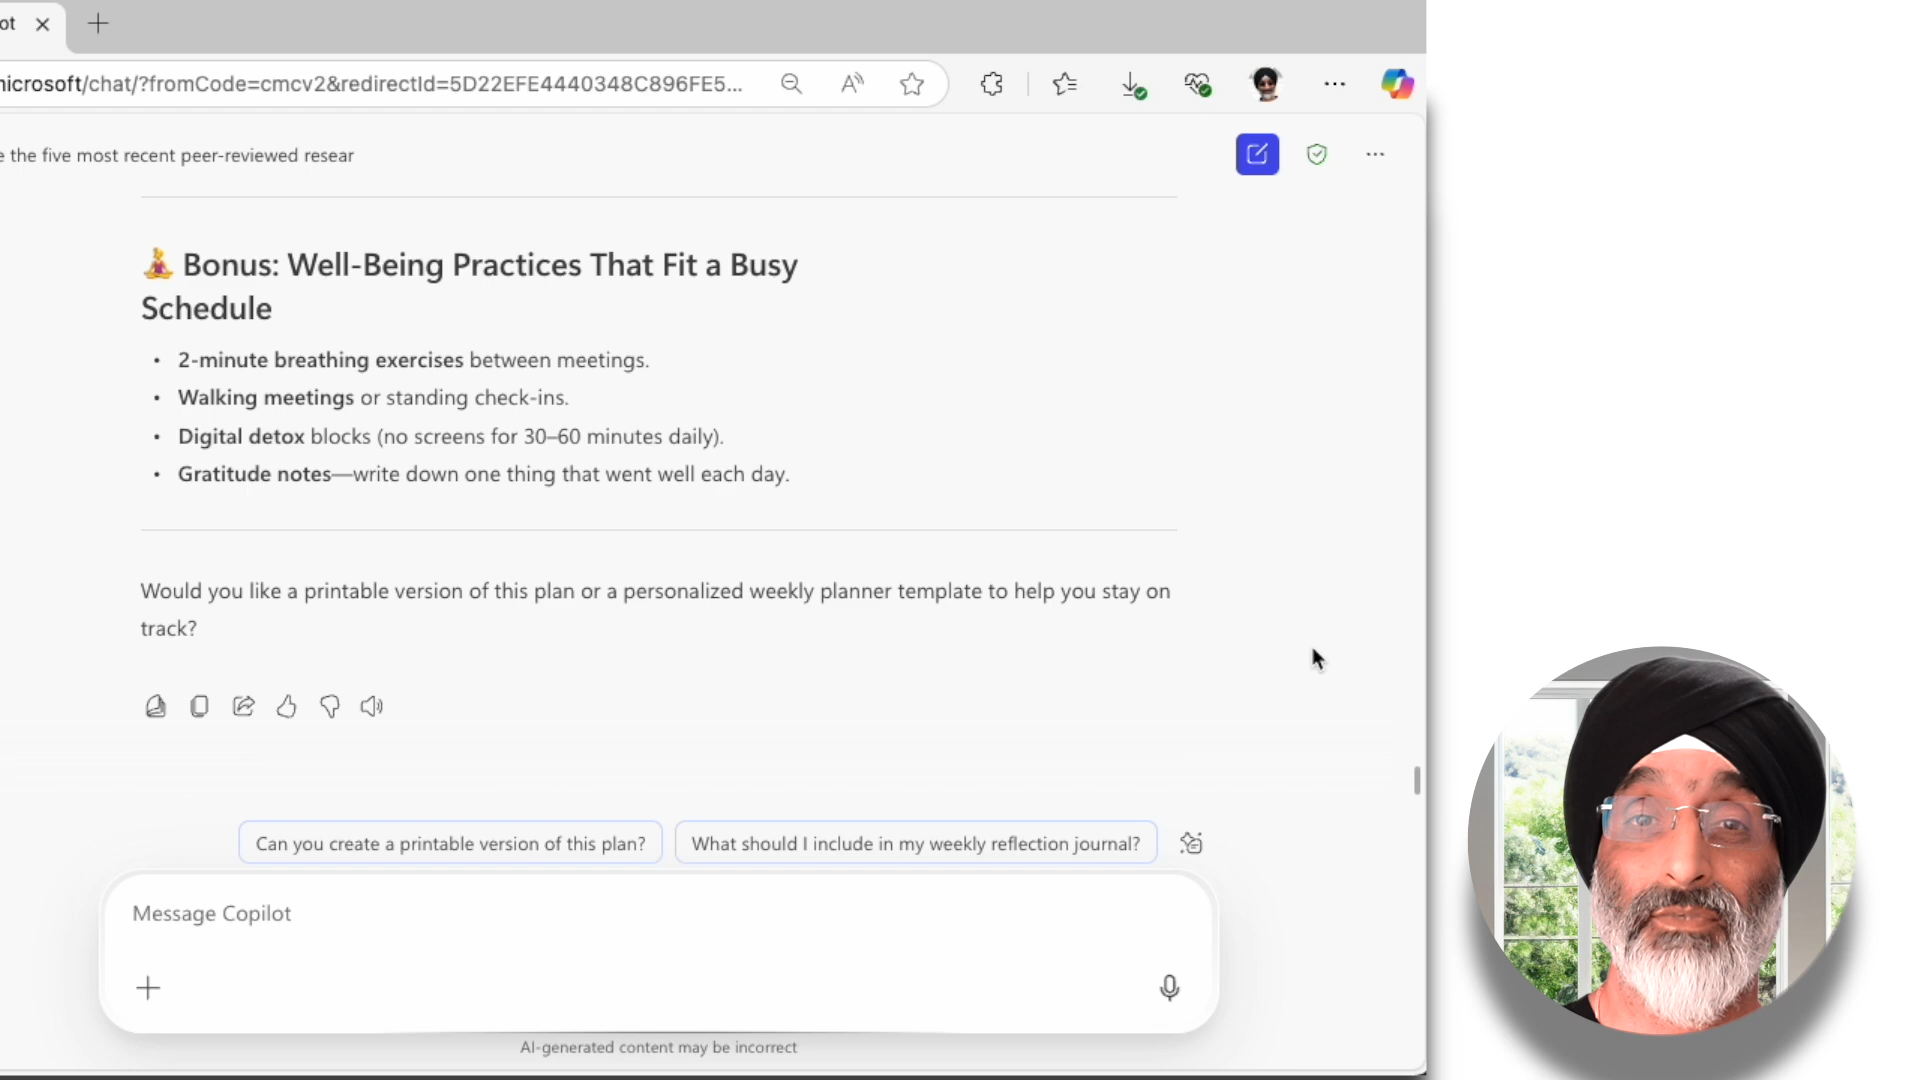 ot
microsoft/chat/?fromCode=cmcv2&redirectId=5D22EFE4440348C896FE5...
e the five most recent peer-reviewed resear
Bonus: Well-Being Practices That Fit a Busy
Schedule
• 2-minute breathing exercises between meetings.
• Walking meetings or standing check-ins.
• Digital detox blocks (no screens for 30–60 minutes daily).
• Gratitude notes—write down one thing that went well each day.
Would you like a printable version of this plan or a personalized weekly planner template to help you stay on
track?
Can you create a printable version of this plan?
What should I include in my weekly reflection journal?
Message Copilot
AI-generated content may be incorrect